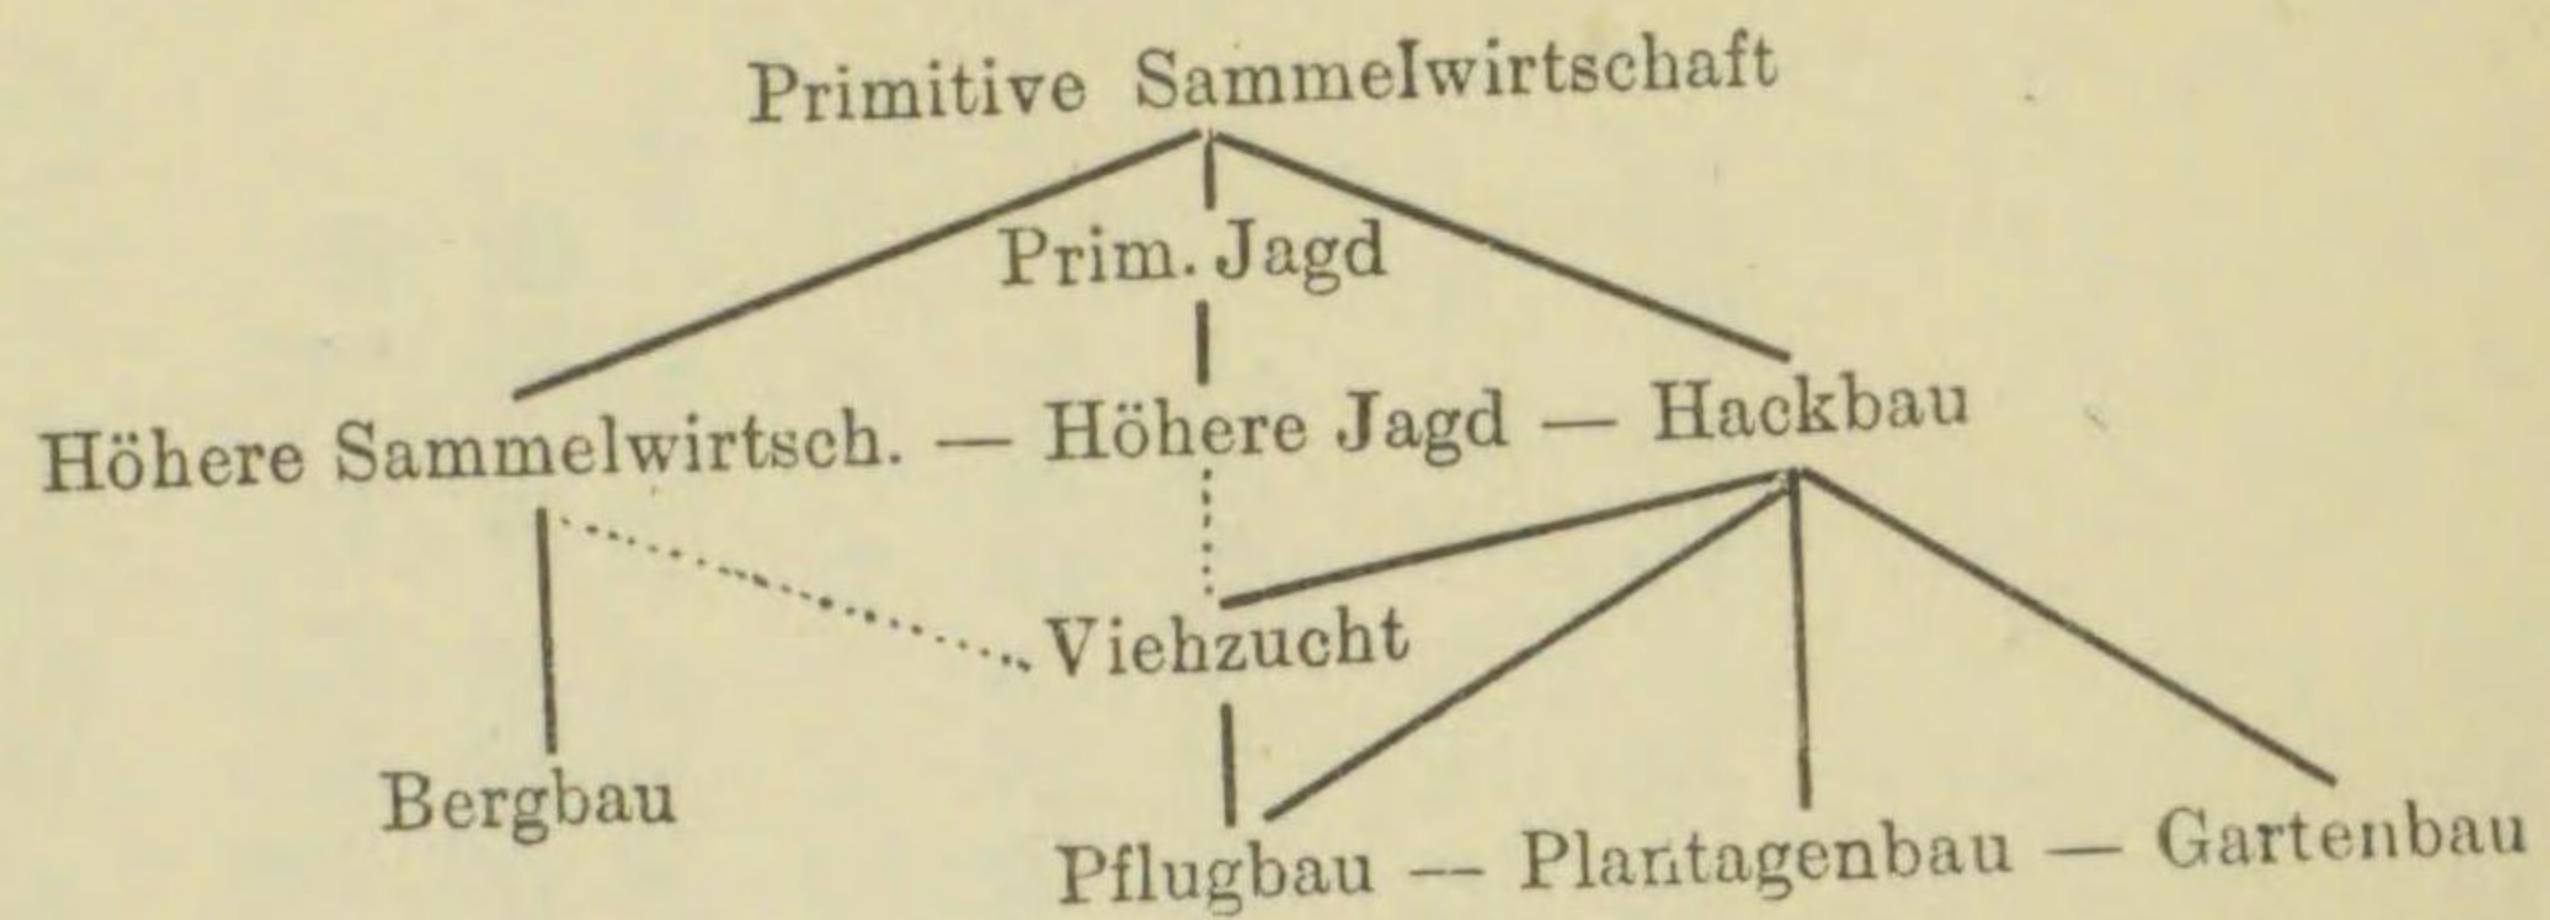 Primitive Sammelwirtschaft
Prim. Jagd
Höhere Sammelwirtsch. — Höhere Jagd — Hackbau
Viehzucht
Bergbau
Pflugbau — Plantagenbau — Gartenbau